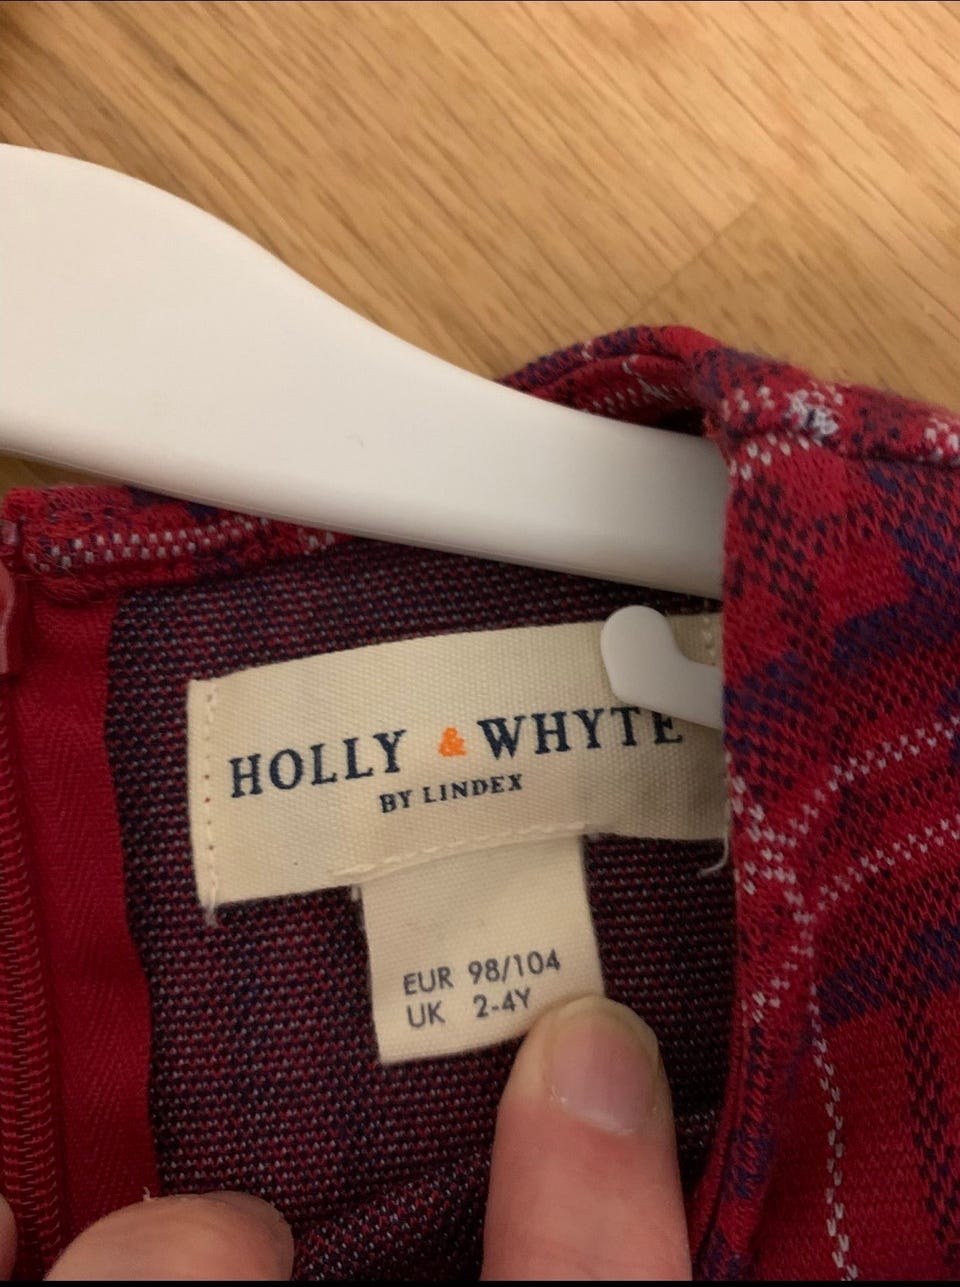 HOLLY & WHYTE
BY LINDEX
EUR 98/104
UK 2-4Y